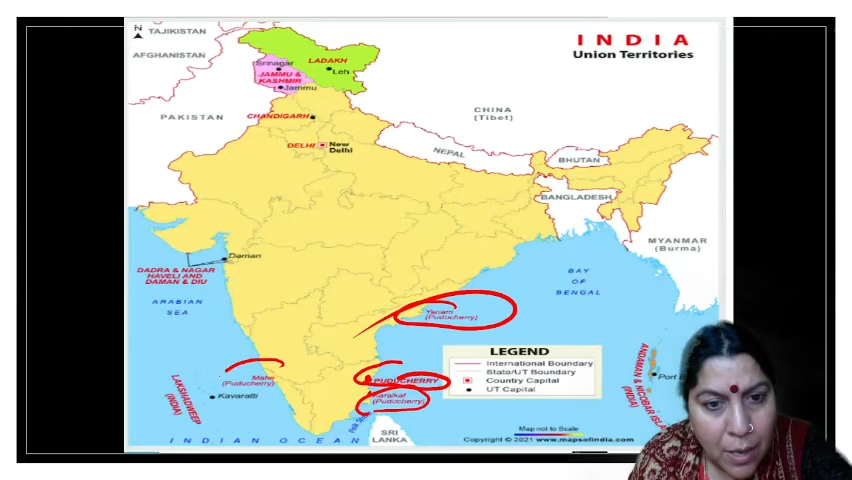 N
TAJIKISTAN
INDIA
Union Territories
AFGHANISTAN
LADAKH
Srinagar
Leh
JAMMU &
KASHMIR
Jammu
CHINA
(Tibet)
PAKISTAN
CHANDIGARH
DELHI
New
Delhi
NEPAL
BHUTAN
BANGLADESH
MYANMAR
(Burma)
Daman
DADRA & NAGAR
HAVELI AND
DAMAN & DIU
ARABIAN
SEA
BAY
OF
BENGAL
Yanam
(Puducherry)
LEGEND
International Boundary
State/UT Boundary
Country Capital
UT Capital
Mahe
(Puducherry)
PUDUCHERRY
Karaikal
(Puducherry)
LAKSHADWEEP
(INDIA)
Kavaratti
ANDAMAN & NICOBAR
(INDIA)
Port
SRI
LANKA
INDIAN OCEAN
Map not to Scale
Copyright © 2021 www.mapsofindia.com